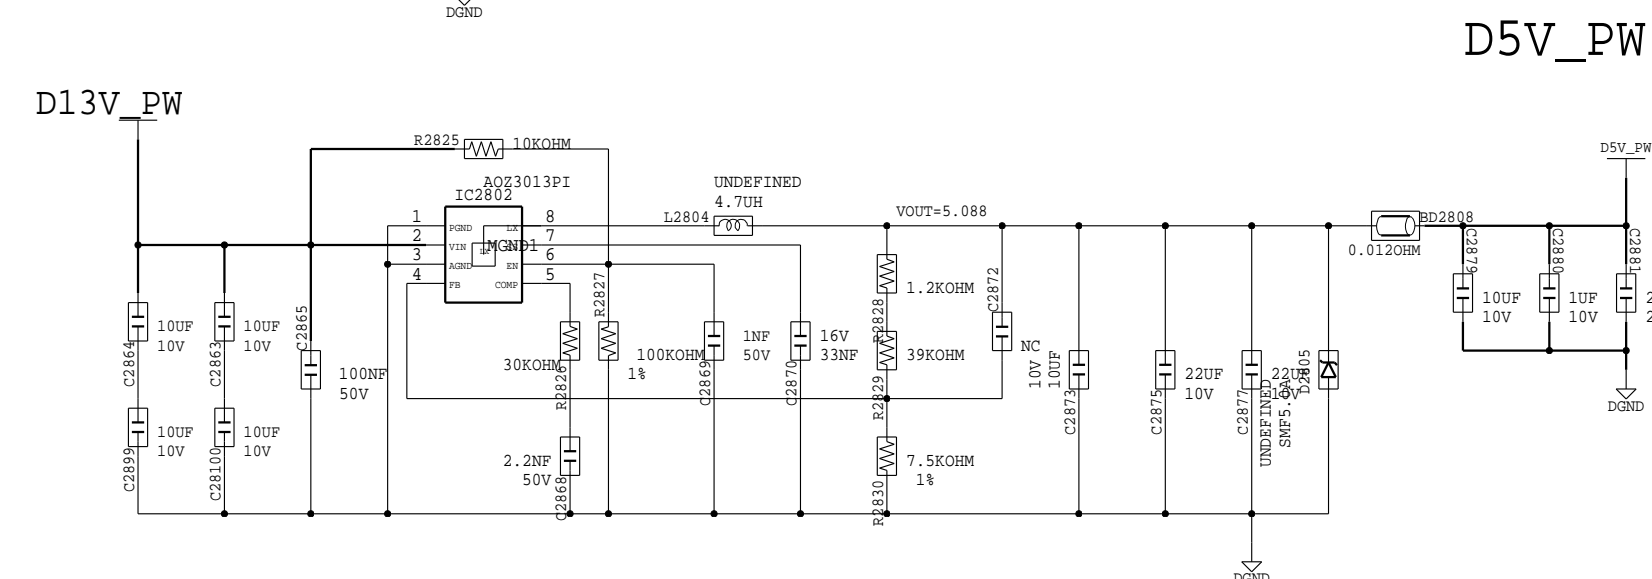 DGND
D5V_PW
D13V_PW
R2825
10KOHM
D5V_PW
AOZ3013PI
IC2802
UNDEFINED
4.7UH
L2804
VOUT=5.088
BD2808
0.012OHM
1
2
3
4
8
7
6
5
PGND
VIN
AGND
FB
LX
EN
COMP
MGND1
C2864
10UF
10V
C2863
10UF
10V
C2865
100NF
50V
C2899
10UF
10V
C28100
10UF
10V
30KOHM
R2826
R2827
100KOHM
1%
2.2NF
50V
C2868
C2869
1NF
50V
C2870
16V
33NF
R2828
1.2KOHM
R2829
39KOHM
R2830
7.5KOHM
1%
C2872
NC
10V
10UF
C2873
C2875
22UF
10V
C2877
22UF
10V
D2805
UNDEFINED
SMF5.0A
C2879
10UF
10V
C2880
1UF
10V
C2881
2
2
DGND
DGND